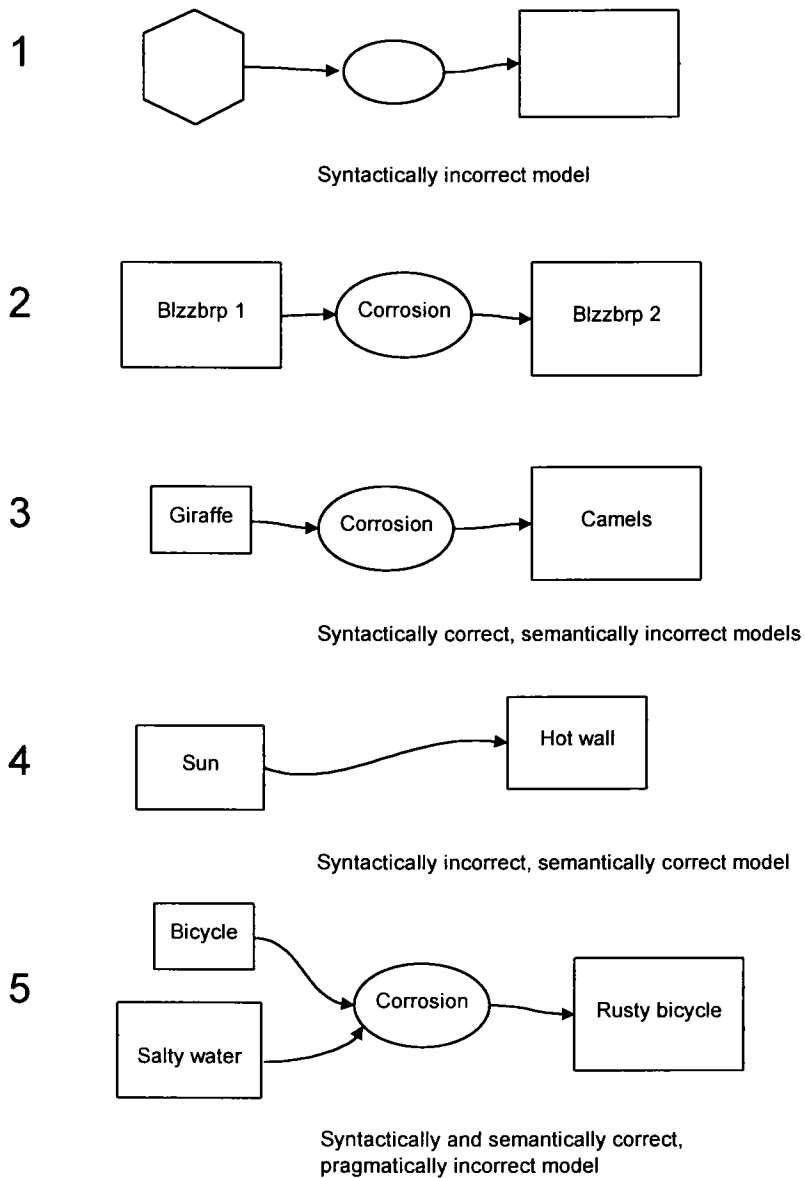 1
Syntactically incorrect model
2
Blzzbrp 1
Corrosion
Blzzbrp 2
3
Giraffe
Corrosion
Camels
Syntactically correct, semantically incorrect models
4
Sun
Hot wall
Syntactically incorrect, semantically correct model
5
Bicycle
Salty water
Corrosion
Rusty bicycle
Syntactically and semantically correct,
pragmatically incorrect model